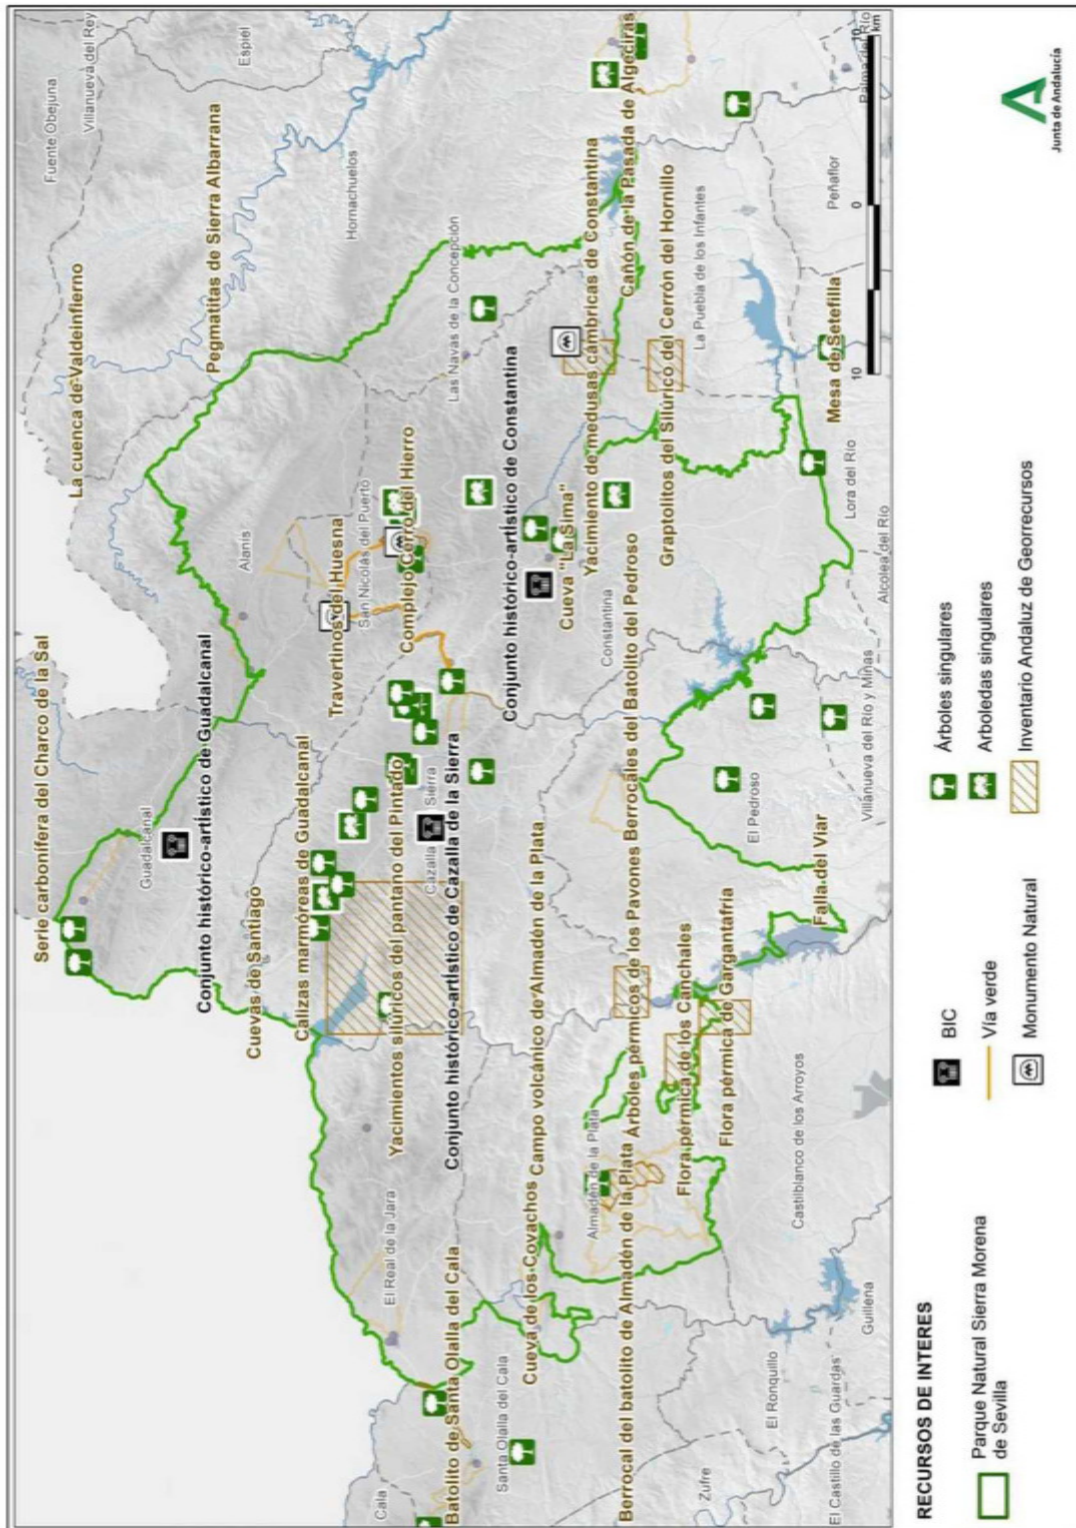 Fuente Obejuna
Villanueva del Rey
Espiel
La cuenca de Valdeinfierno
Pegmatitas de Sierra Albarrana
Hornachuelos
Serie carbonífera del Charco de la Sal
Guadalcanal
Conjunto histórico-artístico de Guadalcanal
Alanís
Cuevas de Santiago
Calizas marmóreas de Guadalcanal
Travertinos del Huesna
San Nicolás del Puerto
Complejo Cerro del Hierro
Las Navas de la Concepción
Yacimientos silúricos del pantano del Pintado
El Real de la Jara
Cazalla
Sierra
Conjunto histórico-artístico de Cazalla de la Sierra
Conjunto histórico-artístico de Constantina
Cala
Batolito de Santa Olalla del Cala
Santa Olalla del Cala
Cueva de los Covachos
Campo volcánico de Almadén de la Plata
Cueva "La Sima"
Yacimiento de medusas cámbricas de Constantina
Constantina
Cañón de la Pasada de Algeciras
Almadén de la Plata
Berrocal del batolito de Almadén de la Plata
Árboles pérmicos de los Pavones
Berrocales del Batolito del Pedroso
Graptolitos del Silúrico del Cerrón del Hornillo
La Puebla de los Infantes
Flora pérmica de los Canchales
Flora pérmica de Gargantafría
Zufre
El Pedroso
Castilblanco de los Arroyos
El Ronquillo
Falla del Viar
Mesa de Setefilla
Peñaflor
Palma del Río
Lora del Río
Villanueva del Río y Minas
Alcolea del Río
El Castillo de las Guardas
Guillena
10
0
10
km
RECURSOS DE INTERES
Parque Natural Sierra Morena
de Sevilla
BIC
Vía verde
Monumento Natural
Árboles singulares
Arboledas singulares
Inventario Andaluz de Georrecursos
Junta de Andalucía